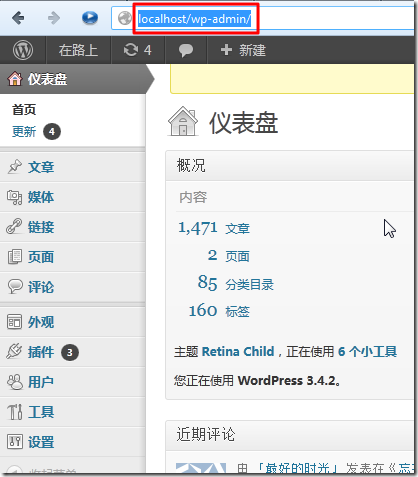 localhost/wp-admin/
在路上 4 新建
仪表盘
首页
更新 4
文章
媒体
链接
页面
评论
外观
插件 3
用户
工具
设置
收起菜单
仪表盘
概况
内容
1,471 文章
2 页面
85 分类目录
160 标签
主题 Retina Child，正在使用 6 个小工具
您正在使用 WordPress 3.4.2。
近期评论
由「最好的时光」发表在《忘